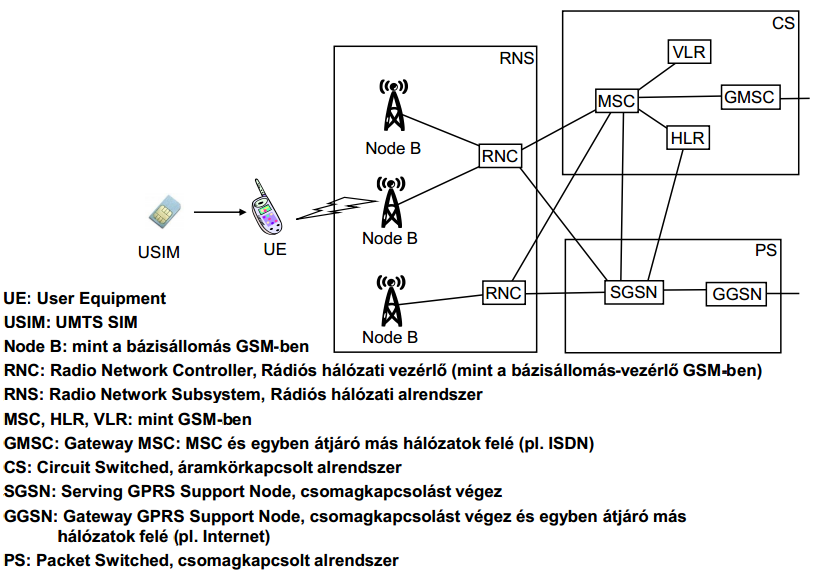 CS
RNS
VLR
MSC
GMSC
Node B
RNC
HLR
Node B
USIM
UE
PS
RNC
SGSN
GGSN
Node B
UE: User Equipment
USIM: UMTS SIM
Node B: mint a bázisállomás GSM-ben
RNC: Radio Network Controller, Rádiós hálózati vezérlő (mint a bázisállomás-vezérlő GSM-ben)
RNS: Radio Network Subsystem, Rádiós hálózati alrendszer
MSC, HLR, VLR: mint GSM-ben
GMSC: Gateway MSC: MSC és egyben átjáró más hálózatok felé (pl. ISDN)
CS: Circuit Switched, áramkörkapcsolt alrendszer
SGSN: Serving GPRS Support Node, csomagkapcsolást végez
GGSN: Gateway GPRS Support Node, csomagkapcsolást végez és egyben átjáró más
hálózatok felé (pl. Internet)
PS: Packet Switched, csomagkapcsolt alrendszer